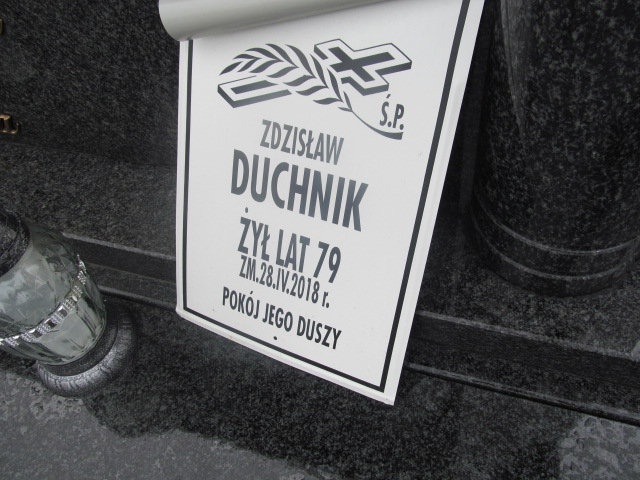 Ś.P.
ZDZISŁAW
DUCHNIK
ŻYŁ LAT 79
ZM.28.IV.2018 r.
POKÓJ JEGO DUSZY